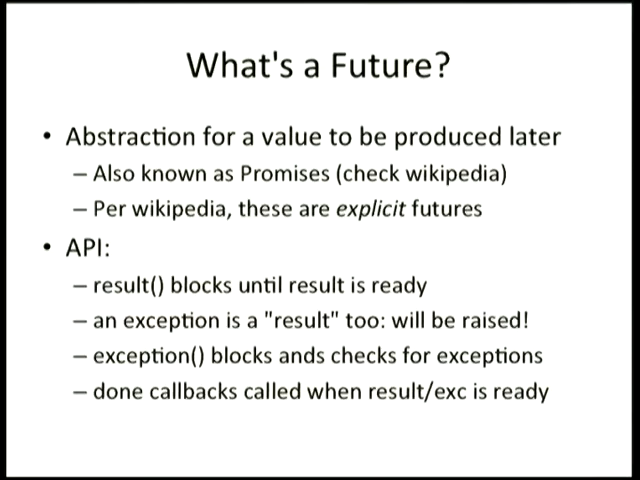 What's a Future?
• Abstraction for a value to be produced later
– Also known as Promises (check wikipedia)
– Per wikipedia, these are explicit futures
• API:
– result() blocks until result is ready
– an exception is a "result" too: will be raised!
– exception() blocks ands checks for exceptions
– done callbacks called when result/exc is ready